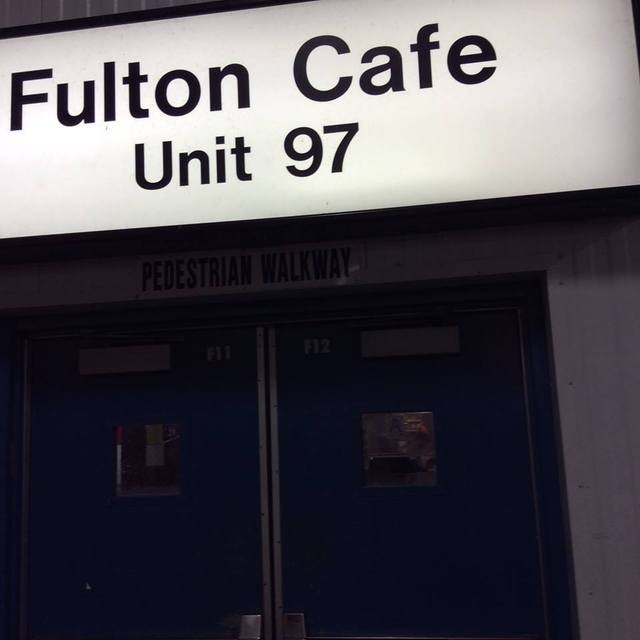 Fulton Cafe
Unit 97
PEDESTRIAN WALKWAY
F11 F12